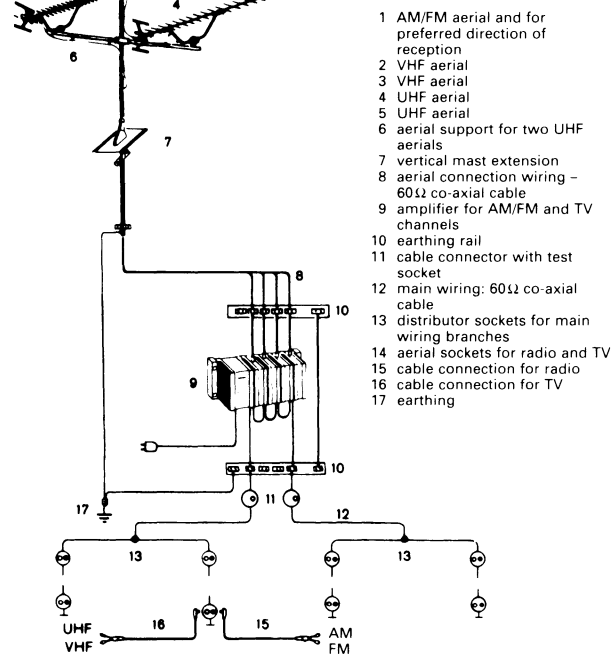 4
6
7
8
10
9
10
17
11
12
13
13
16
15
UHF
VHF
AM
FM
1 AM/FM aerial and for
preferred direction of
reception
2 VHF aerial
3 VHF aerial
4 UHF aerial
5 UHF aerial
6 aerial support for two UHF
aerials
7 vertical mast extension
8 aerial connection wiring –
60Ω co-axial cable
9 amplifier for AM/FM and TV
channels
10 earthing rail
11 cable connector with test
socket
12 main wiring: 60Ω co-axial
cable
13 distributor sockets for main
wiring branches
14 aerial sockets for radio and TV
15 cable connection for radio
16 cable connection for TV
17 earthing